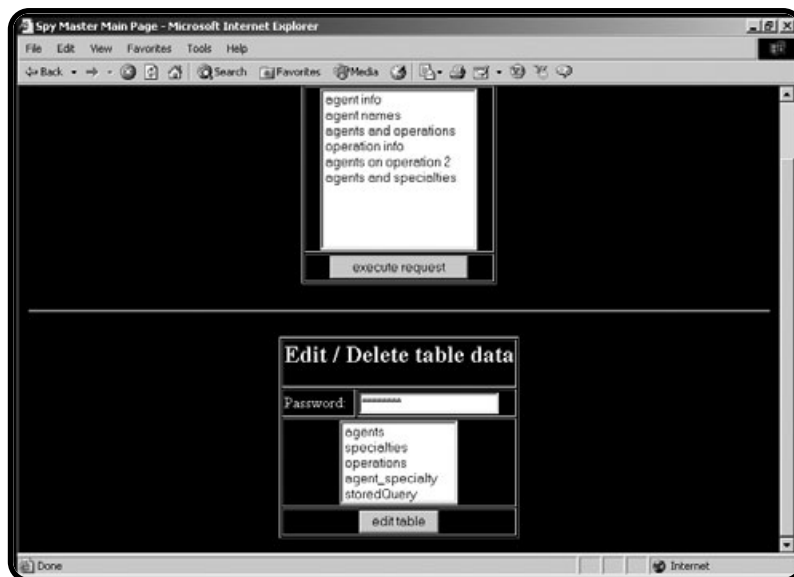 Spy Master Main Page - Microsoft Internet Explorer
File Edit View Favorites Tools Help
Back Search Favorites Media
agent info
agent names
agents and operations
operation info
agents on operation 2
agents and specialties
execute request
Edit / Delete table data
Password: ********
agents
specialties
operations
agent_specialty
storedQuery
edit table
Done Internet